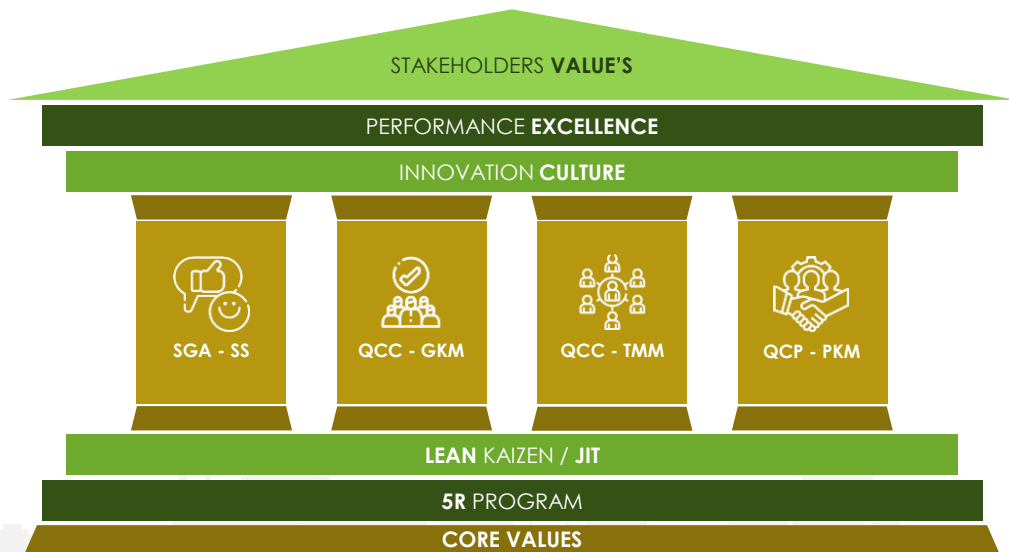 STAKEHOLDERS VALUE'S
PERFORMANCE EXCELLENCE
INNOVATION CULTURE
SGA - SS
QCC - GKM
QCC - TMM
QCP - PKM
LEAN KAIZEN / JIT
5R PROGRAM
CORE VALUES